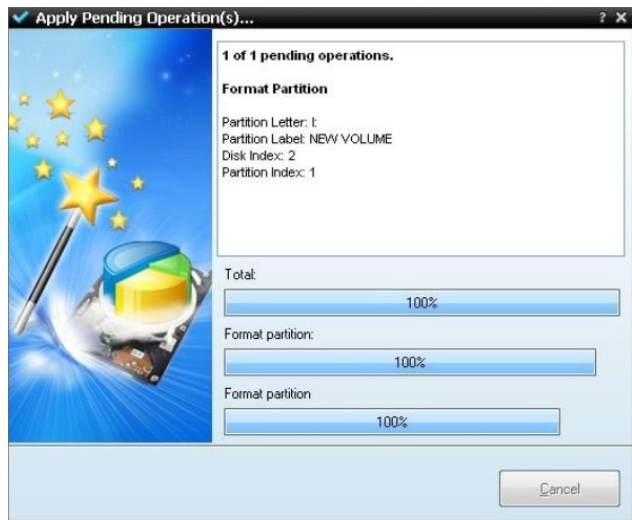 Apply Pending Operation(s)...
? X
1 of 1 pending operations.
Format Partition
Partition Letter: I:
Partition Label: NEW VOLUME
Disk Index: 2
Partition Index: 1
Total:
100%
Format partition:
100%
Format partition
100%
Cancel